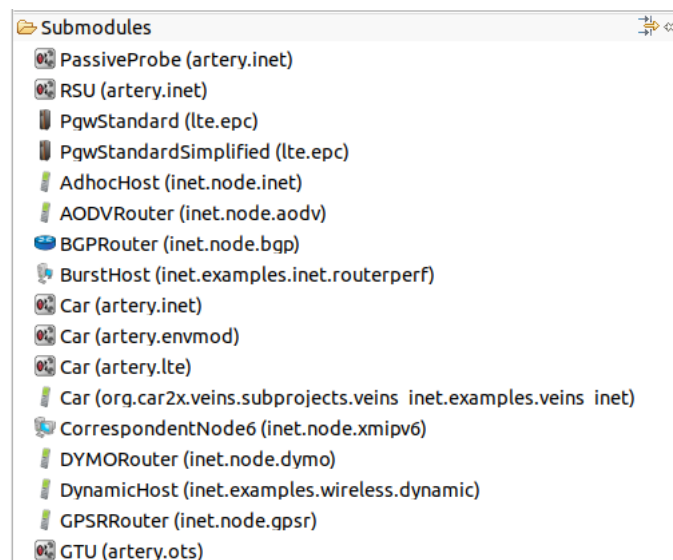 Submodules
PassiveProbe (artery.inet)
RSU (artery.inet)
PgwStandard (lte.epc)
PgwStandardSimplified (lte.epc)
AdhocHost (inet.node.inet)
AODVRouter (inet.node.aodv)
BGPRouter (inet.node.bgp)
BurstHost (inet.examples.inet.routerperf)
Car (artery.inet)
Car (artery.envmod)
Car (artery.lte)
Car (org.car2x.veins.subprojects.veins_inet.examples.veins_inet)
CorrespondentNode6 (inet.node.xmipv6)
DYMORouter (inet.node.dymo)
DynamicHost (inet.examples.wireless.dynamic)
GPSRRouter (inet.node.gpsr)
GTU (artery.ots)